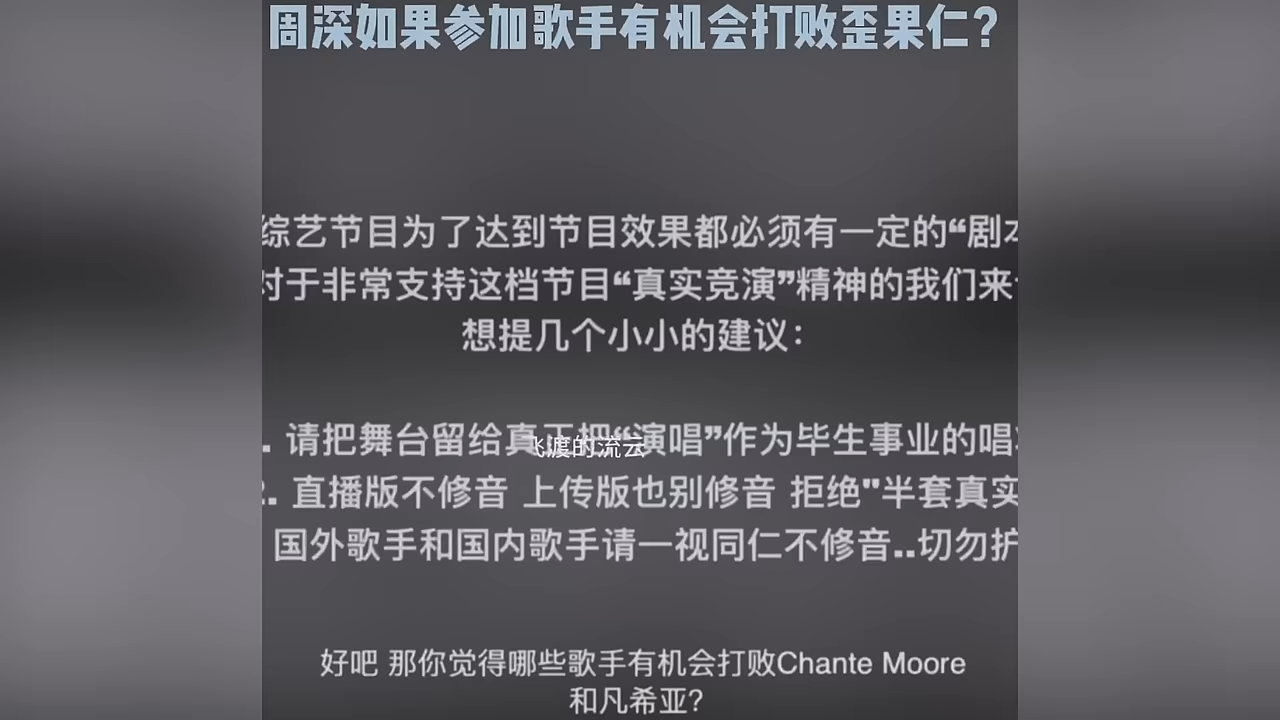 周深如果参加歌手有机会打败歪果仁？
综艺节目为了达到节目效果都必须有一定的“剧本
对于非常支持这档节目“真实竞演”精神的我们来
想提几个小小的建议：
. 请把舞台留给真正把“演唱”作为毕生事业的唱
飞渡的流云
2. 直播版不修音 上传版也别修音 拒绝"半套真实
国外歌手和国内歌手请一视同仁不修音..切勿护
好吧 那你觉得哪些歌手有机会打败Chante Moore
和凡希亚？